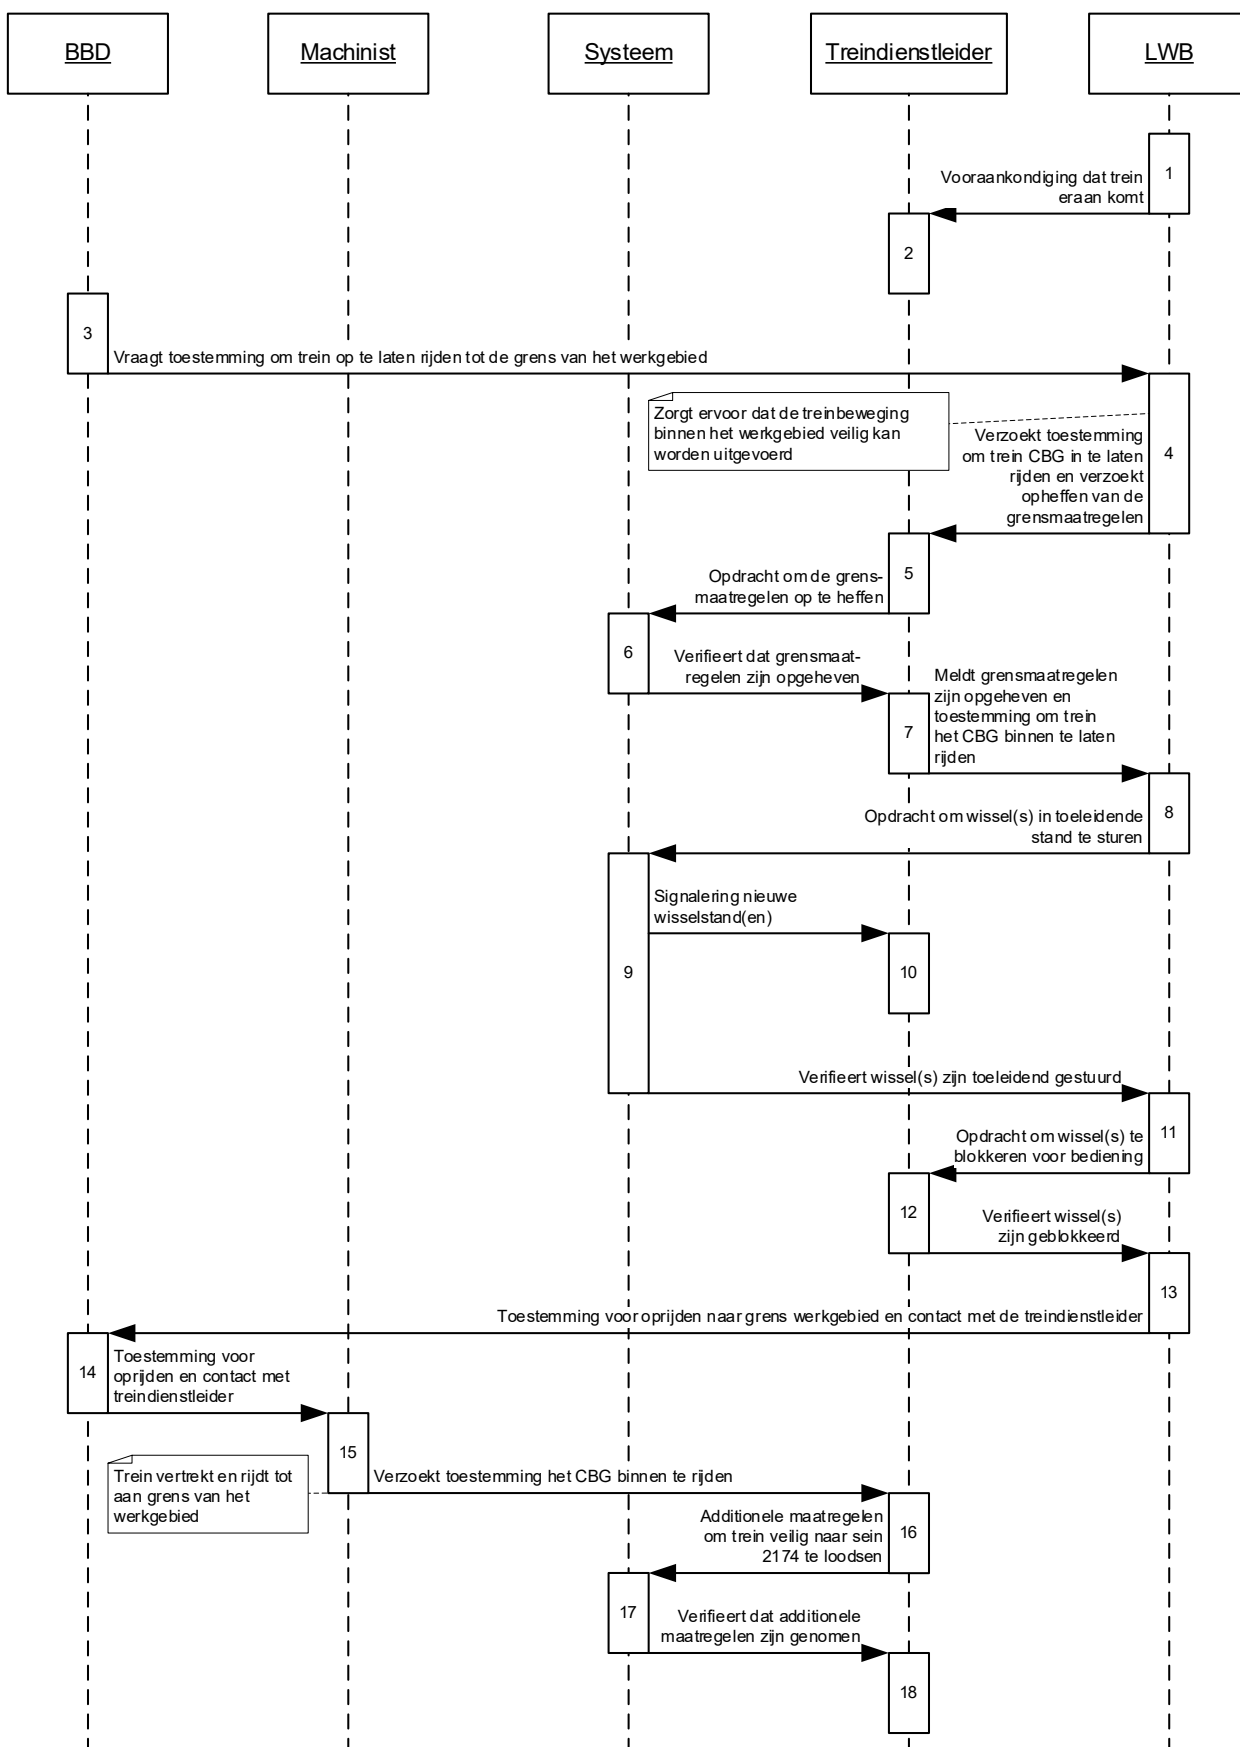 BBD
Machinist
Systeem
Treindienstleider
LWB
1
Vooraankondiging dat trein
eraan komt
2
3
Vraagt toestemming om trein op te laten rijden tot de grens van het werkgebied
Zorgt ervoor dat de treinbeweging
binnen het werkgebied veilig kan
worden uitgevoerd
Verzoekt toestemming
om trein CBG in te laten
rijden en verzoekt
opheffen van de
grensmaatregelen
4
5
Opdracht om de grens-
maatregelen op te heffen
6
Verifieert dat grensmaat-
regelen zijn opgeheven
7
Meldt grensmaatregelen
zijn opgeheven en
toestemming om trein
het CBG binnen te laten
rijden
8
Opdracht om wissel(s) in toeleidende
stand te sturen
Signalering nieuwe
wisselstand(en)
9
10
Verifieert wissel(s) zijn toeleidend gestuurd
11
Opdracht om wissel(s) te
blokkeren voor bediening
12
Verifieert wissel(s)
zijn geblokkeerd
13
Toestemming voor oprijden naar grens werkgebied en contact met de treindienstleider
14
Toestemming voor
oprijden en contact met
treindienstleider
15
Trein vertrekt en rijdt tot
aan grens van het
werkgebied
Verzoekt toestemming het CBG binnen te rijden
16
Additionele maatregelen
om trein veilig naar sein
2174 te loodsen
17
Verifieert dat additionele
maatregelen zijn genomen
18